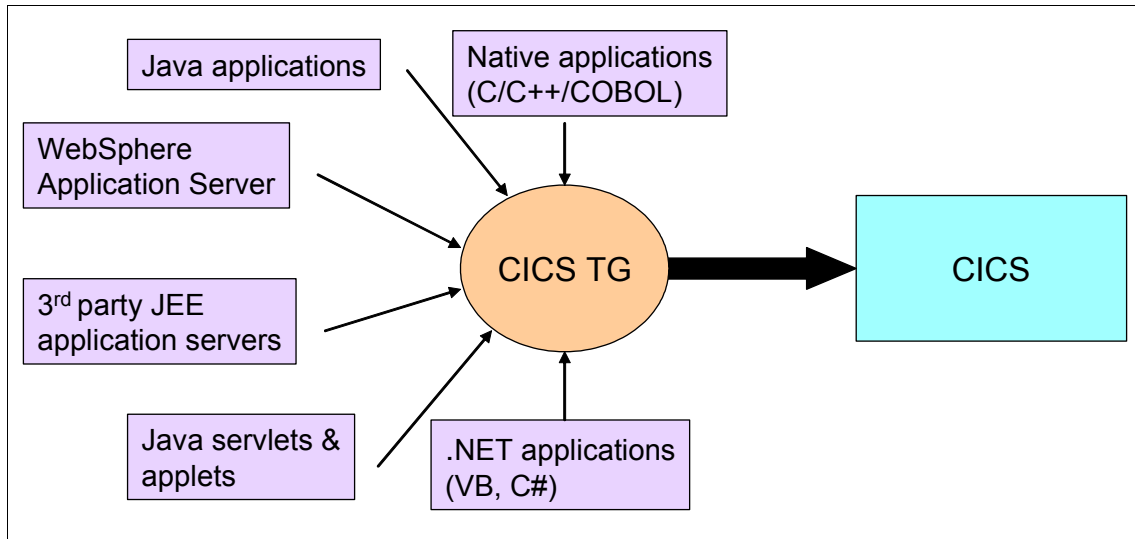 Java applications
Native applications
(C/C++/COBOL)
WebSphere
Application Server
CICS TG
CICS
3rd party JEE
application servers
Java servlets &
applets
.NET applications
(VB, C#)